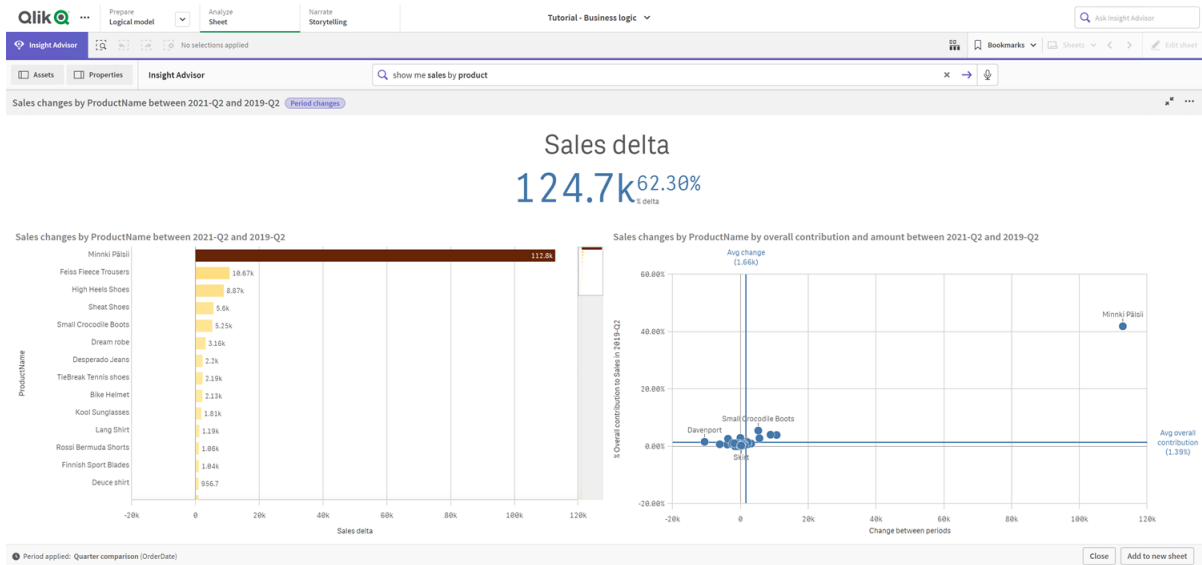 Qlik
Prepare
Logical model
Analyze
Sheet
Narrate
Storytelling
Tutorial - Business logic
Ask Insight Advisor
Insight Advisor
No selections applied
Bookmarks
Sheets
Edit sheet
Assets
Properties
Insight Advisor
show me sales by product
Sales changes by ProductName between 2021-Q2 and 2019-Q2
Period changes
Sales delta
124.7k
62.30%
% delta
Sales changes by ProductName between 2021-Q2 and 2019-Q2
ProductName
Minnki Pälsii
112.8k
Feiss Fleece Trousers
10.67k
High Heels Shoes
8.87k
Sheat Shoes
5.6k
Small Crocodile Boots
5.25k
Dream robe
3.16k
Desperado Jeans
2.2k
TieBreak Tennis shoes
2.19k
Bike Helmet
2.13k
Kool Sunglasses
1.81k
Lang Shirt
1.19k
Rossi Bermuda Shorts
1.06k
Finnish Sport Blades
1.04k
Deuce shirt
956.7
-20k 0 20k 40k 60k 80k 100k 120k
Sales delta
Sales changes by ProductName by overall contribution and amount between 2021-Q2 and 2019-Q2
Avg change
(1.66k)
% Overall contribution to Sales in 2019-Q2
60.00%
Minnki Pälsii
40.00%
20.00%
Small Crocodile Boots
Davenport
0.00%
Skirt
Avg overall
contribution
(1.39%)
-20.00%
-20k 0 20k 40k 60k 80k 100k 120k
Change between periods
Period applied: Quarter comparison (OrderDate)
Close
Add to new sheet